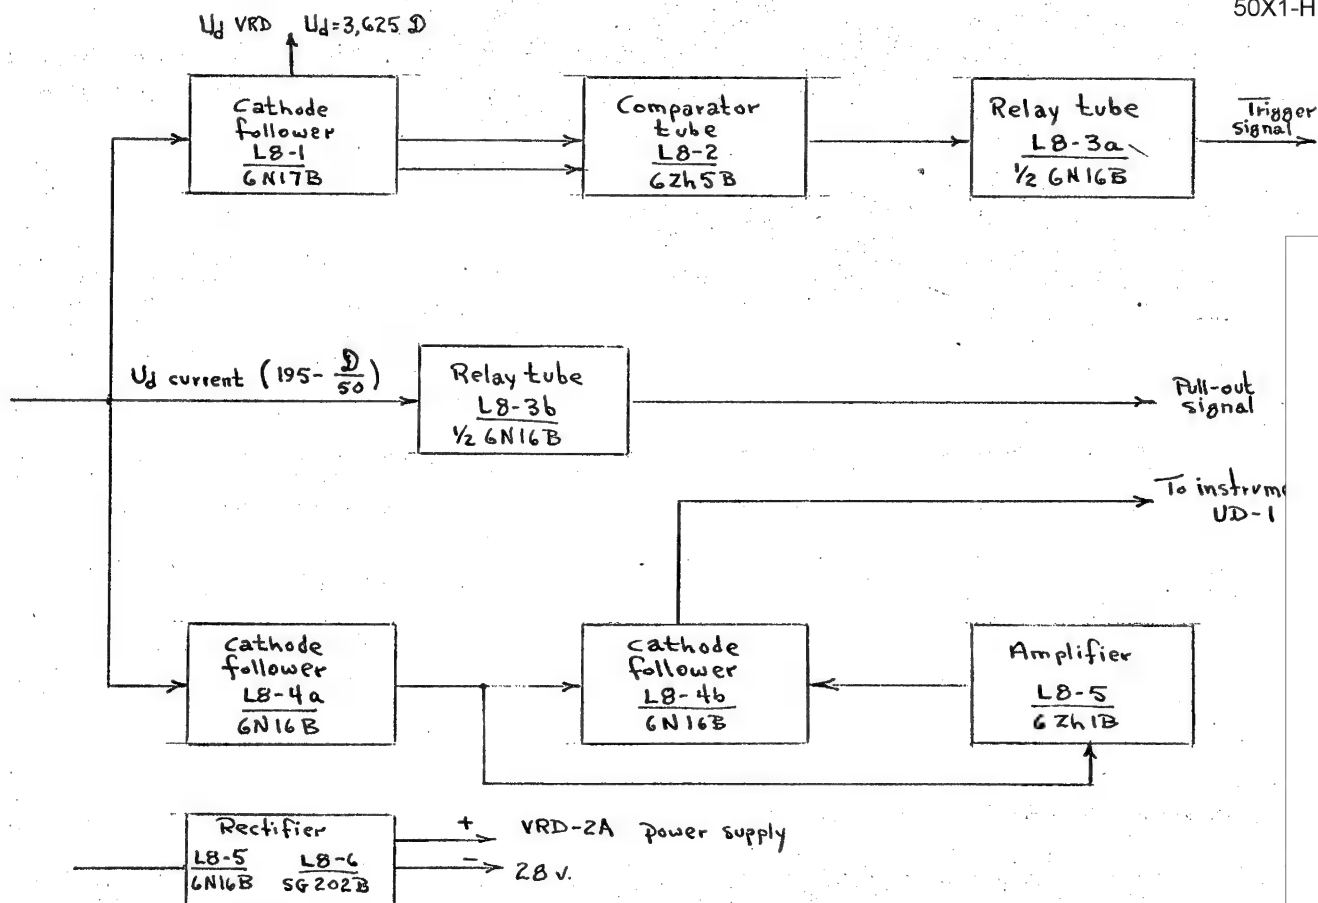 50X1-H
Ud VRD Ud=3,625 D
Cathode
follower
L8-1
6N17B
Comparator
tube
L8-2
6Zh5B
Relay tube
L8-3a
1/2 6N16B
Trigger
signal
Ud current (195- D/50)
Relay tube
L8-3b
1/2 6N16B
Pull-out
signal
To instrume
UD-1
cathode
follower
L8-4a
6N16B
cathode
follower
L8-4b
6N16B
Amplifier
L8-5
6Zh1B
Rectifier
L8-5 L8-6
6N16B SG202B
+ VRD-2A power supply
- 28 v.